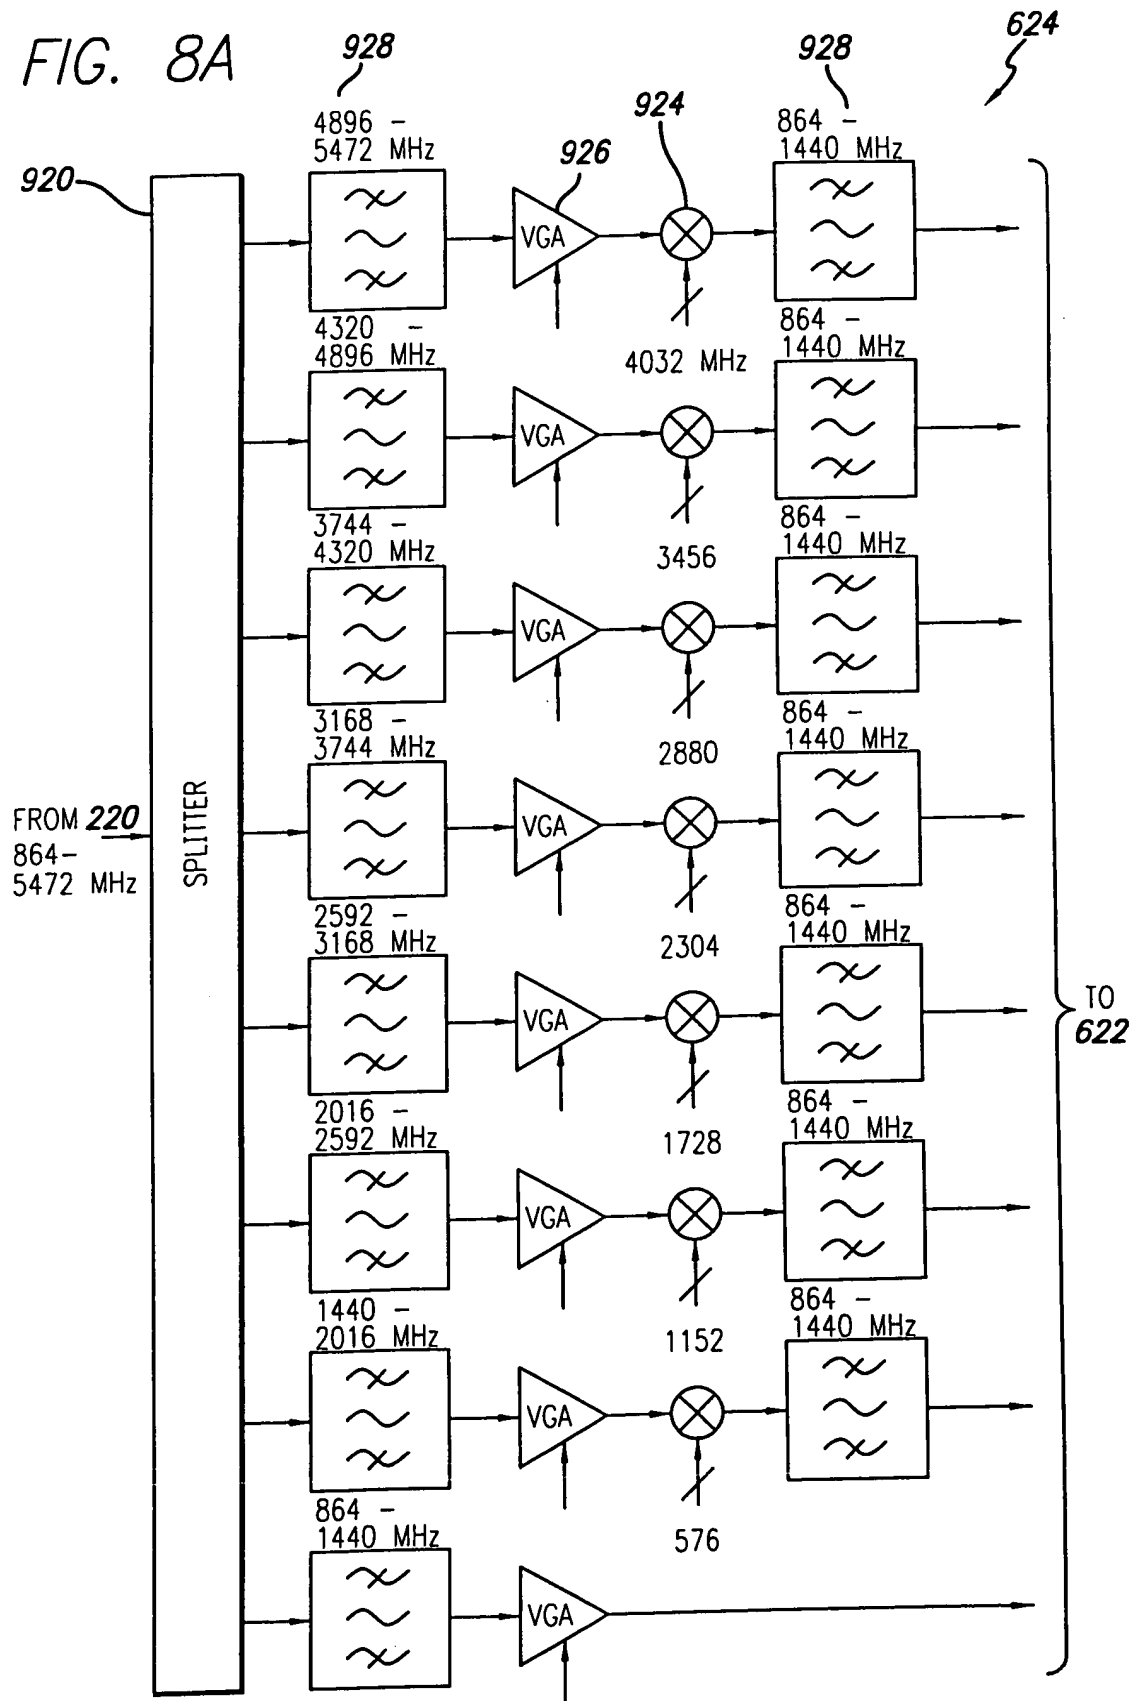 FIG. 8A
928
928
624
924
4896 -
5472 MHz
864 -
1440 MHz
926
920
VGA
4320 -
4896 MHz
4032 MHz
864 -
1440 MHz
VGA
3744 -
4320 MHz
3456
864 -
1440 MHz
VGA
3168 -
3744 MHz
2880
864 -
1440 MHz
FROM 220
864-
5472 MHz
SPLITTER
VGA
2592 -
3168 MHz
2304
864 -
1440 MHz
VGA
TO
622
2016 -
2592 MHz
1728
864 -
1440 MHz
VGA
1440 -
2016 MHz
1152
864 -
1440 MHz
VGA
864 -
1440 MHz
576
VGA